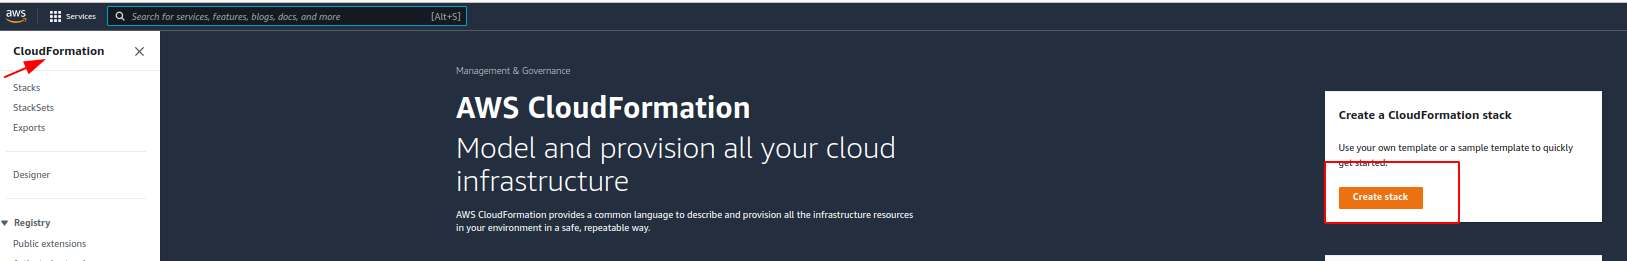 aws
Services
Search for services, features, blogs, docs, and more
[Alt+S]
CloudFormation
Stacks
StackSets
Exports
Designer
Registry
Public extensions
Management & Governance
AWS CloudFormation
Model and provision all your cloud
infrastructure
AWS CloudFormation provides a common language to describe and provision all the infrastructure resources
in your environment in a safe, repeatable way.
Create a CloudFormation stack
Use your own template or a sample template to quickly
get started.
Create stack